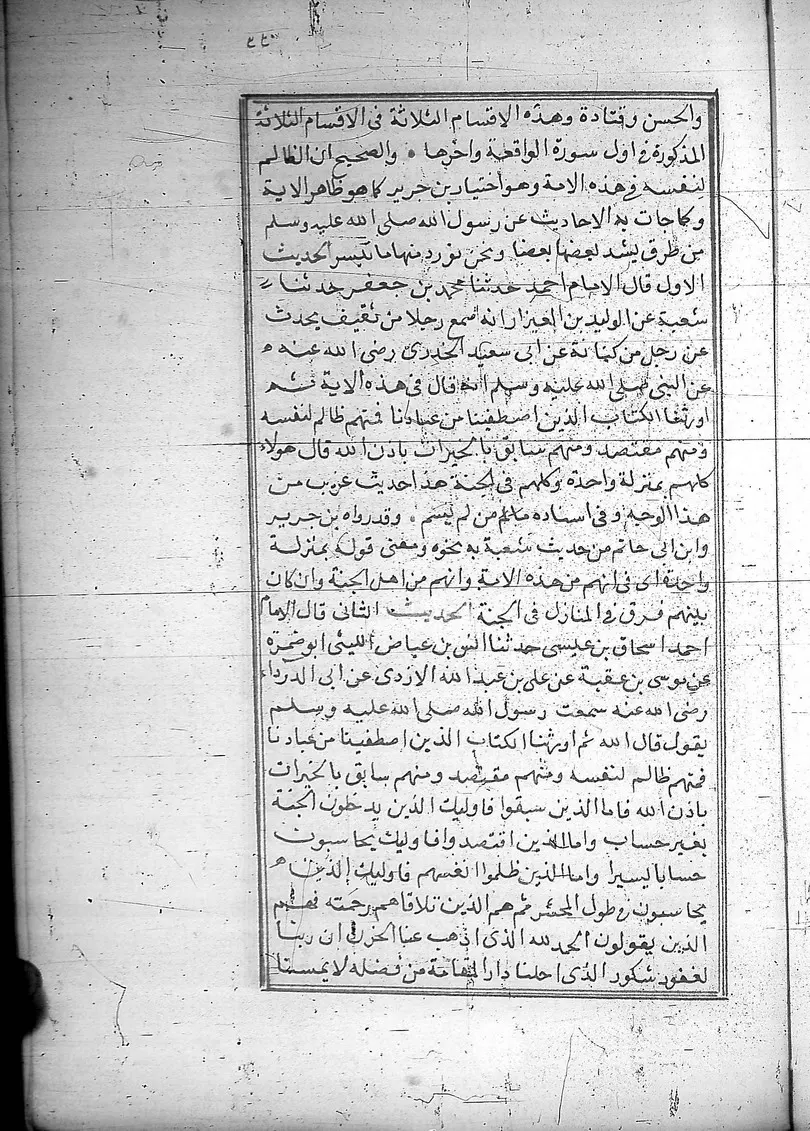 والحسن وقتادة وهذه الاقسام الثلاثة فى الاقسام الثلاثة
المذكورة فى اول سورة الواقعة واخرها ۰ والصحيح ان الظالم
لنفسه فى هذه الامة وهو اختيار بن جرير كما هو ظاهر الاية
وكما جات به الاحاديث عن رسول الله صلى الله عليه وسلم
من طرق يشد بعضها بعضا ونحن نورد منها ما تيسر الحديث
الاول قال الامام احمد حدثنا محمد بن جعفر حدثنا
شعبة عن الوليد بن العيزار انه سمع رجلا من ثقيف يحدث
عن رجل من كنانة عن ابى سعيد الخدرى رضى الله عنه
عن النبى صلى الله عليه وسلم انه قال فى هذه الاية ثم
اورثنا الكتاب الذين اصطفينا من عبادنا فمنهم ظالم لنفسه
ومنهم مقتصد ومنهم سابق بالخيرات باذن الله قال هولاء
كلهم بمنزلة واحدة وكلهم فى الجنة هذا حديث غريب من
هذا الوجه وفى اسناده من لم يسم ۰ وقد رواه بن جرير
وابن ابى حاتم من حديث شعبة به نحوه ومعنى قوله بمنزلة
واحدة اى فى انهم من هذه الامة وانهم من اهل الجنة وان كان
بينهم فرق فى المنازل فى الجنة الحديث الثانى قال الامام
احمد اسحاق بن عيسى حدثنا انس بن عياض الليثى ابو ضمرة
عن موسى بن عقبة عن على بن عبد الله الازدى عن ابى الدرداء
رضى الله عنه سمعت رسول الله صلى الله عليه وسلم
يقول قال الله ثم اورثنا الكتاب الذين اصطفينا من عبادنا
فمنهم ظالم لنفسه ومنهم مقتصد ومنهم سابق بالخيرات
باذن الله فاما الذين سبقوا فاوليك الذين يدخلون الجنة
بغير حساب واما الذين اقتصدوا فاوليك يحاسبون
حسابا يسيرا واما الذين ظلموا انفسهم فاوليك الذين
يحاسبون فى طول المحشر ثم هم الذين تلافاهم رحمته فهم
الذين يقولون الحمد لله الذى اذهب عنا الحزن ان ربنا
لغفور شكور الذى احلنا دار المقامة من فضله لا يمسنا